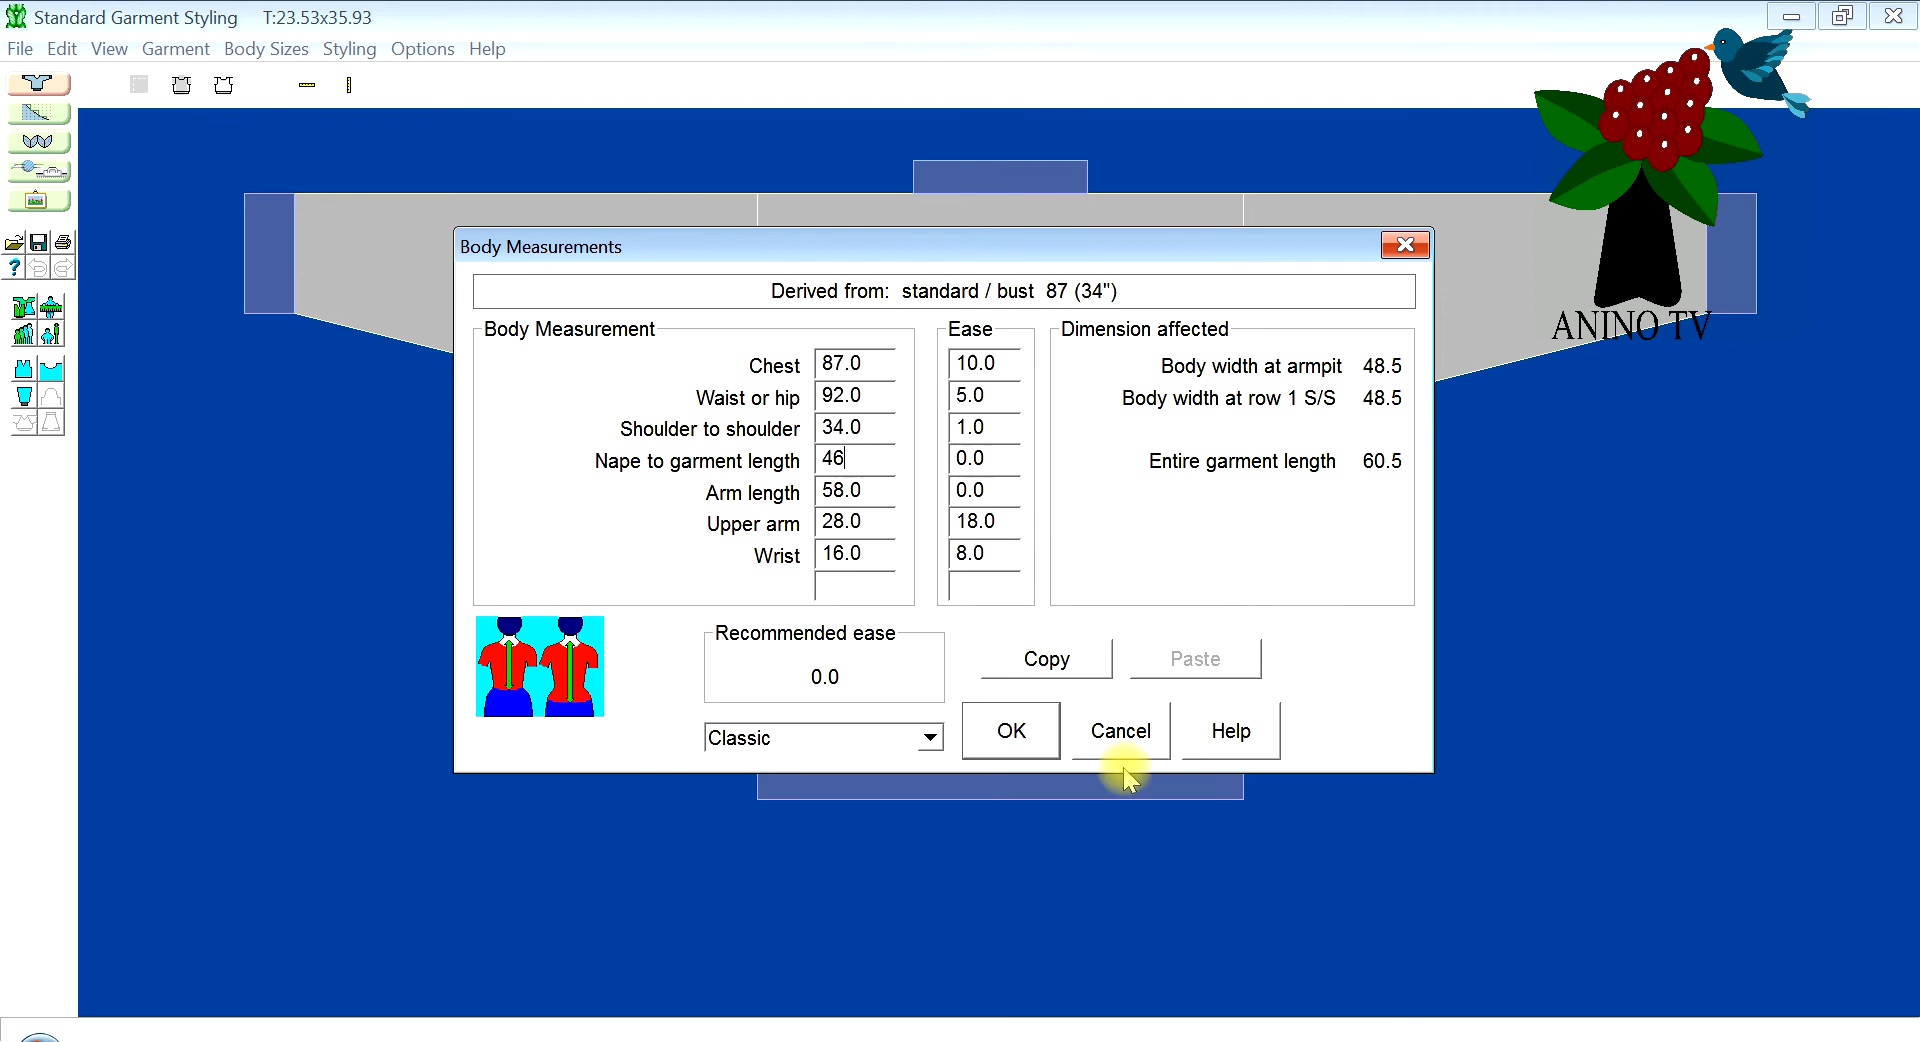 Standard Garment Styling T:23.53x35.93
File Edit View Garment Body Sizes Styling Options Help
ANINO TV
Body Measurements
Derived from: standard / bust 87 (34")
Body Measurement Ease Dimension affected
Chest 87.0 10.0 Body width at armpit 48.5
Waist or hip 92.0 5.0 Body width at row 1 S/S 48.5
Shoulder to shoulder 34.0 1.0
Nape to garment length 46 0.0 Entire garment length 60.5
Arm length 58.0 0.0
Upper arm 28.0 18.0
Wrist 16.0 8.0
Recommended ease
0.0
Copy Paste
Classic OK Cancel Help